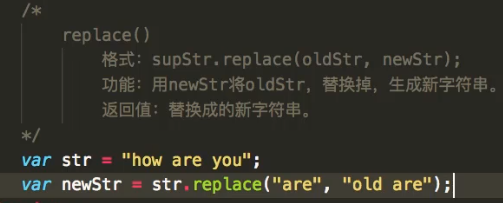 /*
replace()
格式：supStr.replace(oldStr, newStr);
功能：用newStr将oldStr，替换掉，生成新字符串。
返回值：替换成的新字符串。
*/
var str = "how are you";
var newStr = str.replace("are", "old are");